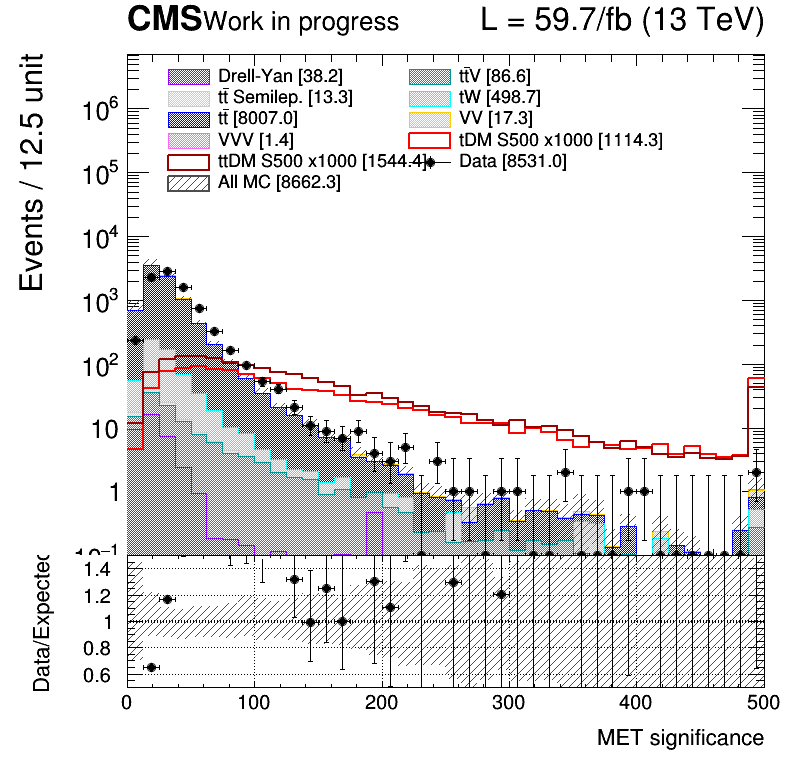 CMS Work in progress L = 59.7/fb (13 TeV)
Events / 12.5 unit
Drell-Yan [38.2] tt̄V [86.6]
tt̄ Semilep. [13.3] tW [498.7]
tt̄ [8007.0] VV [17.3]
VVV [1.4] tDM S500 x1000 [1114.3]
ttDM S500 x1000 [1544.4] Data [8531.0]
All MC [8662.3]
10⁶
10⁵
10⁴
10³
10²
10
1
10⁻¹
Data/Expected
1.4
1.2
1
0.8
0.6
0 100 200 300 400 500
MET significance